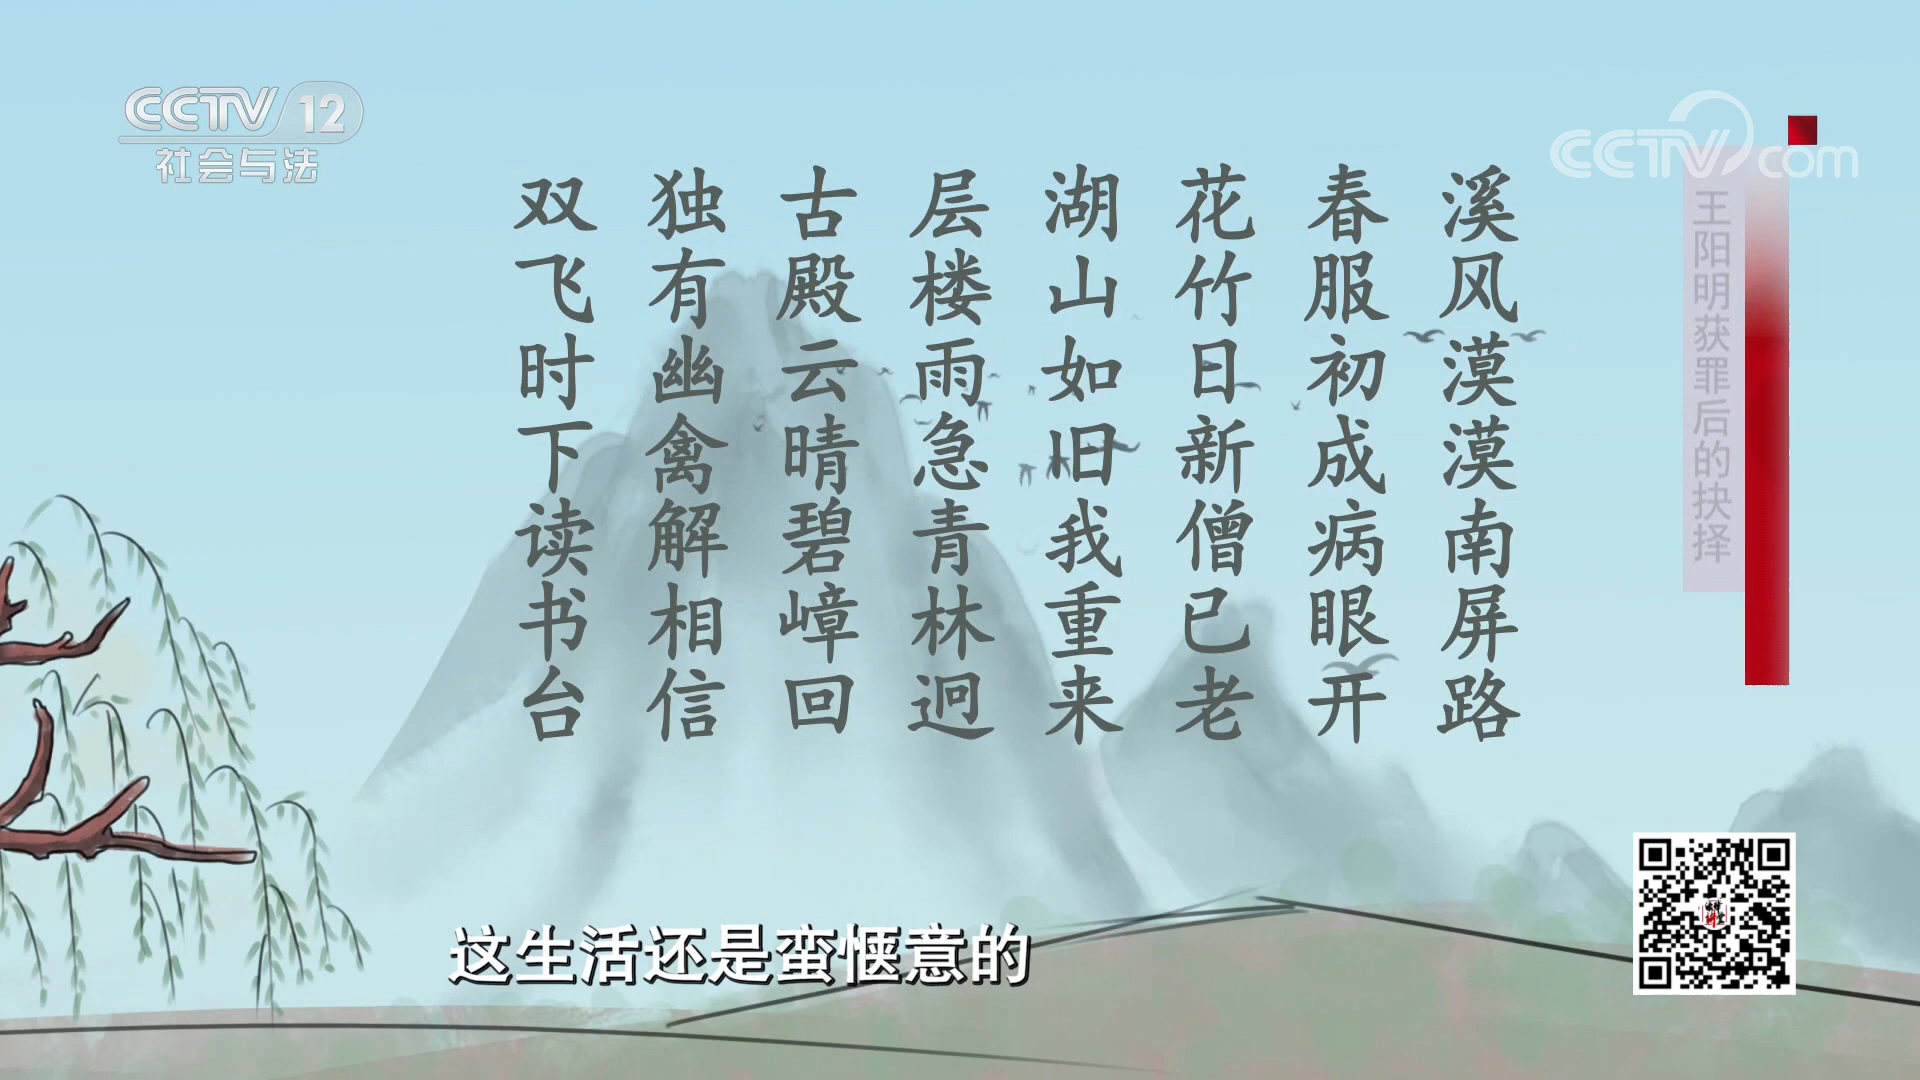 CCTV 12
社会与法
CCTV.com
王阳明获罪后的抉择
溪风漠漠南屏路
春服初成病眼开
花竹日新僧已老
湖山如旧我重来
层楼雨急青林迥
古殿云晴碧嶂回
独有幽禽解相信
双飞时下读书台
这生活还是蛮惬意的